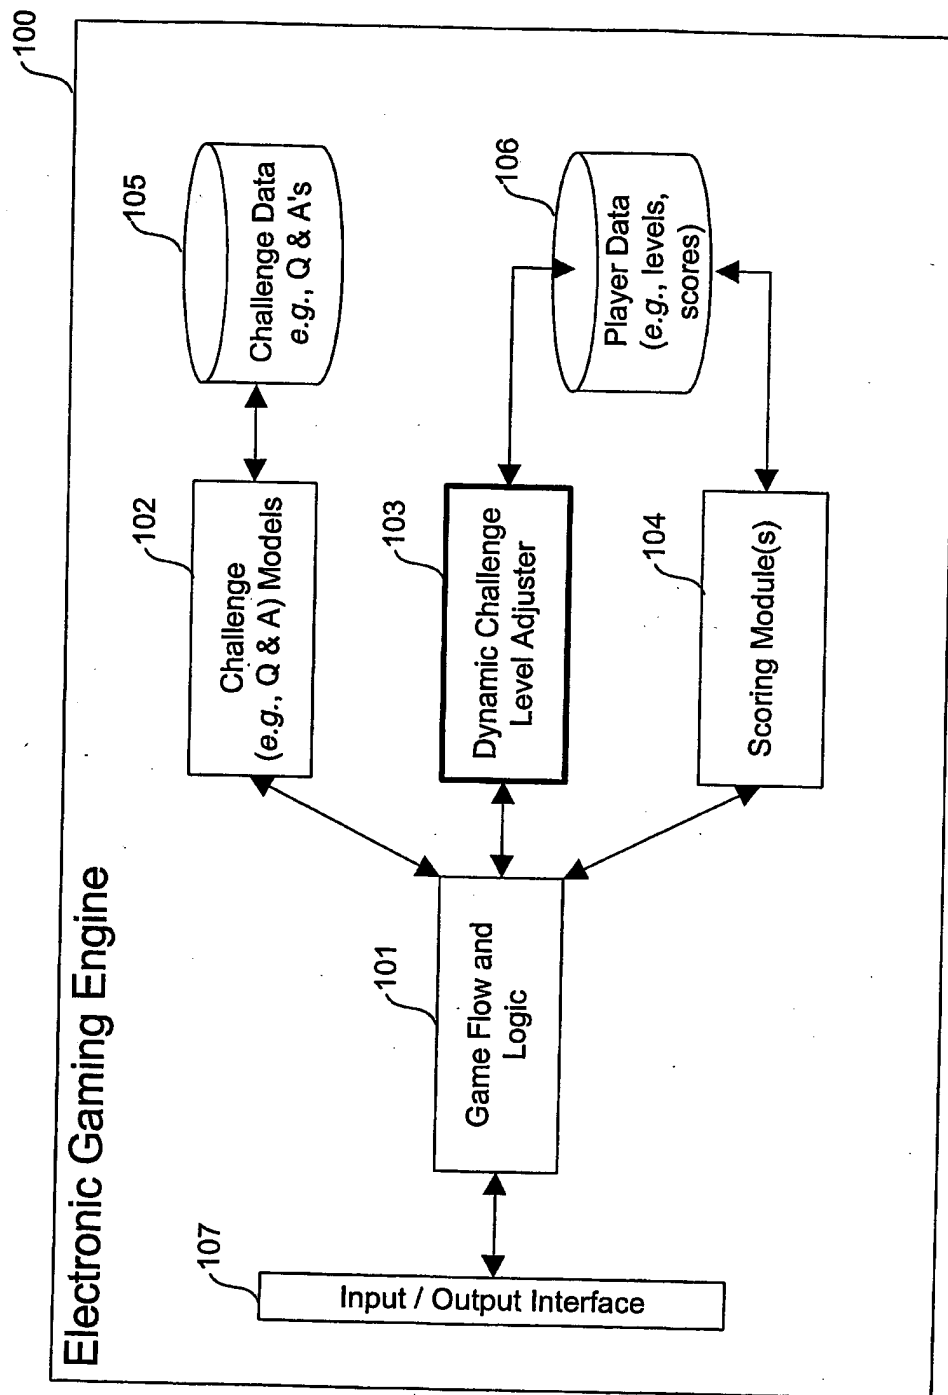 Electronic Gaming Engine
100
107
Input / Output Interface
101
Game Flow and
Logic
102
Challenge
(e.g., Q & A) Models
105
Challenge Data
e.g., Q & A's
103
Dynamic Challenge
Level Adjuster
106
Player Data
(e.g., levels,
scores)
104
Scoring Module(s)